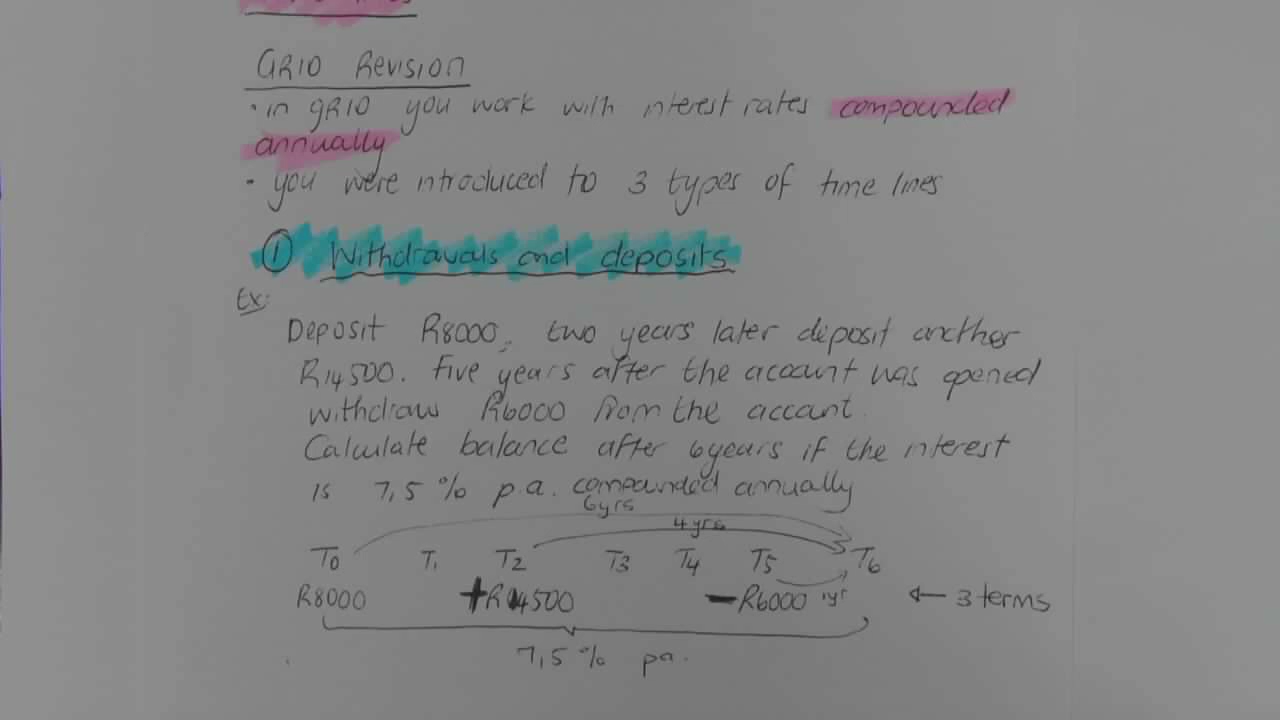 GR10 Revision
• in gR10 you work with interest rates compounded
annually
• you were introduced to 3 types of time lines
① Withdrawals and deposits
Ex:
Deposit R8000, two years later deposit another
R14500. Five years after the account was opened
withdraw R6000 from the account.
Calculate balance after 6 years if the interest
is 7,5 % p.a. compounded annually
6yrs
4 yrs
T0 T1 T2 T3 T4 T5 T6
R8000 +R14500 -R6000 1yr ← 3 terms
7,5 % pa.